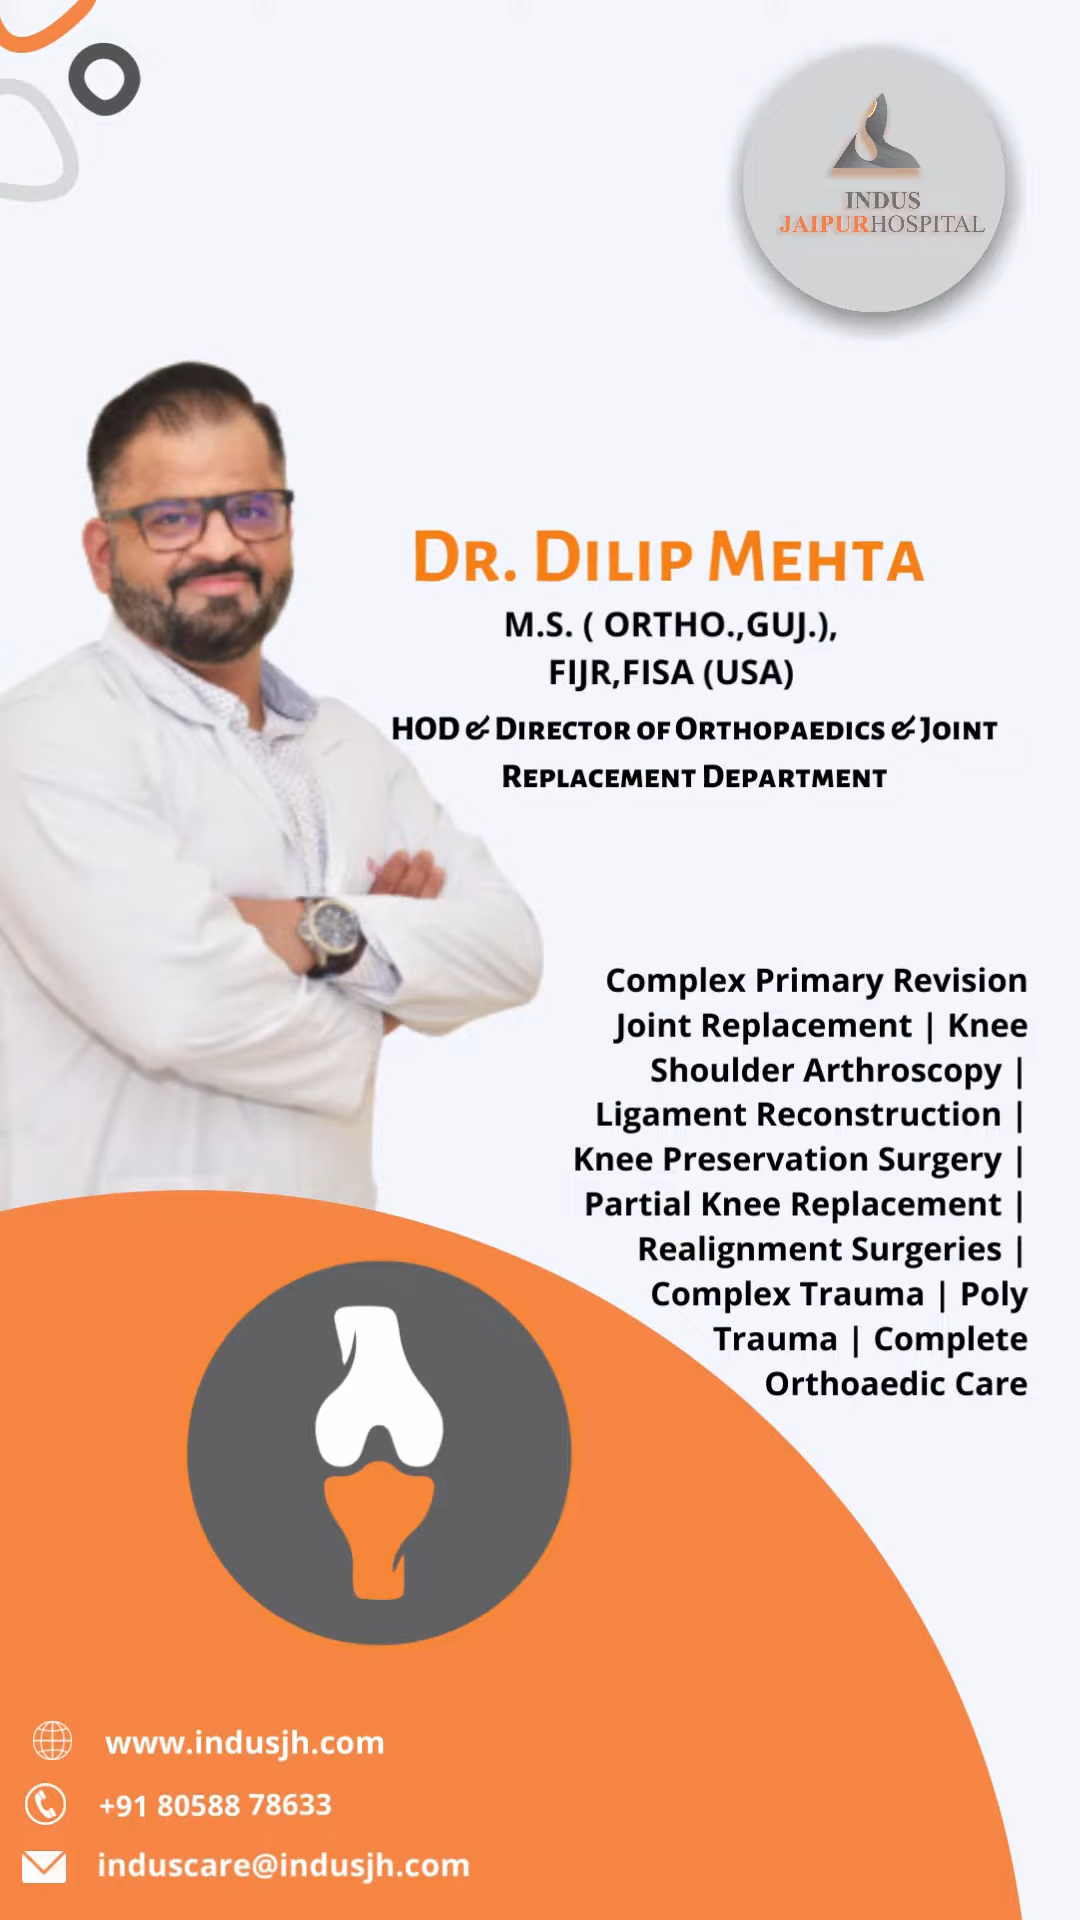 INDUS
JAIPURHOSPITAL
DR. DILIP MEHTA
M.S. ( ORTHO.,GUJ.),
FIJR,FISA (USA)
HOD & DIRECTOR OF ORTHOPAEDICS & JOINT
REPLACEMENT DEPARTMENT
Complex Primary Revision
Joint Replacement | Knee
Shoulder Arthroscopy |
Ligament Reconstruction |
Knee Preservation Surgery |
Partial Knee Replacement |
Realignment Surgeries |
Complex Trauma | Poly
Trauma | Complete
Orthoaedic Care
www.indusjh.com
+91 80588 78633
induscare@indusjh.com